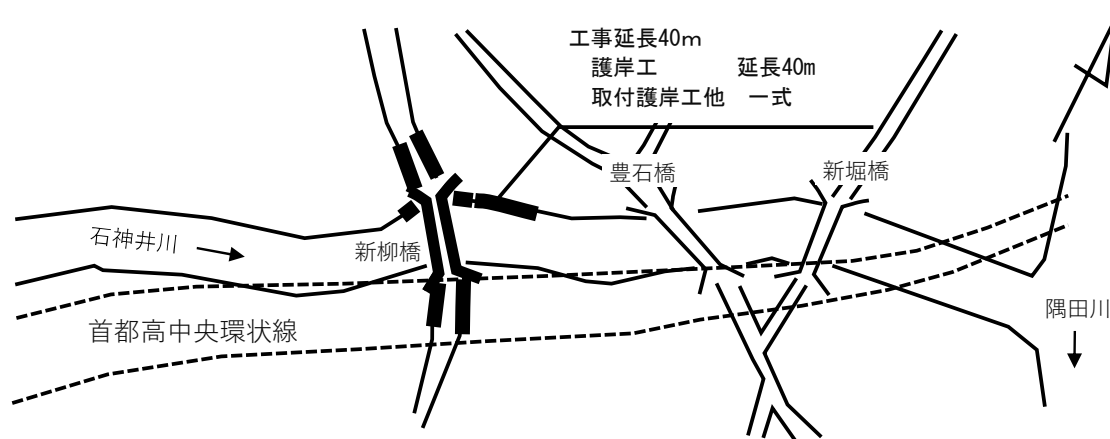 工事延長40ｍ
護岸工 延長40m
取付護岸工他 一式
豊石橋
新堀橋
石神井川
新柳橋
首都高中央環状線
隅田川